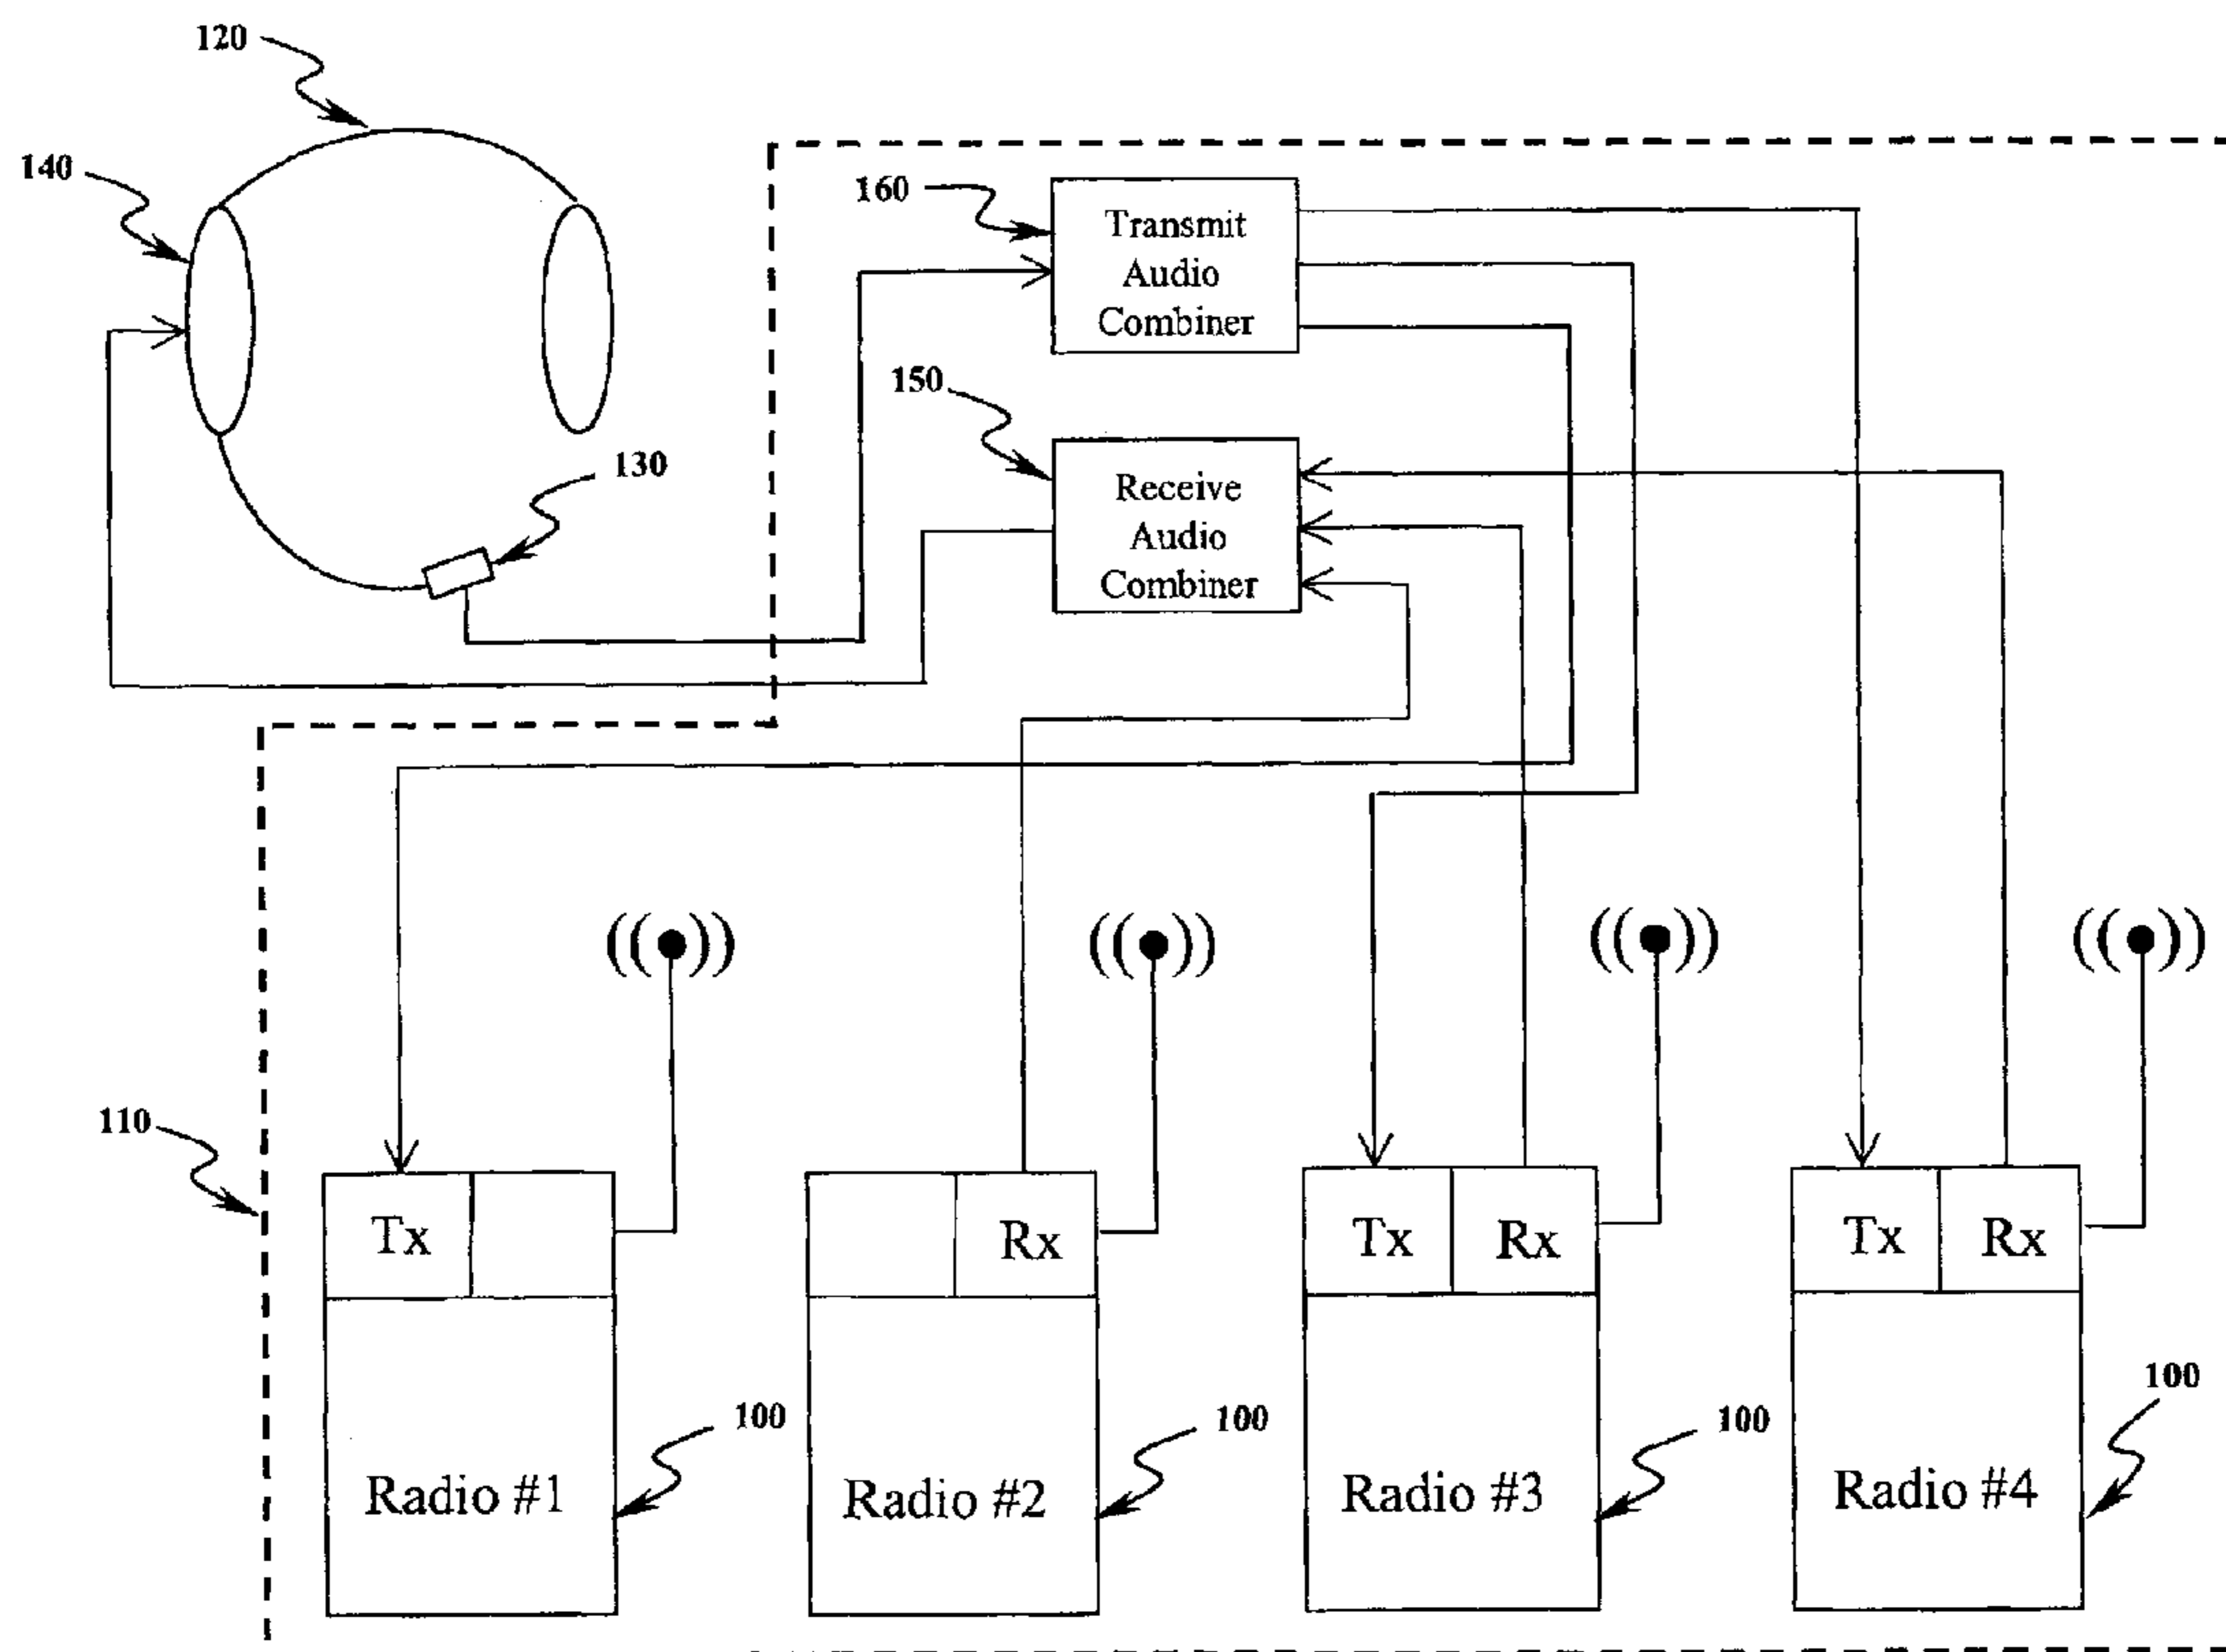 120
140
160
Transmit
Audio
Combiner
150
130
Receive
Audio
Combiner
110
Tx
Rx
Tx
Rx
Tx
Rx
100
100
100
100
Radio #1
Radio #2
Radio #3
Radio #4